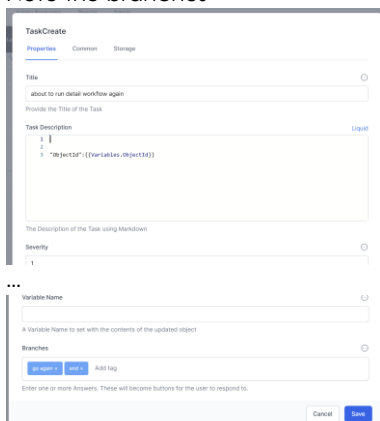 TaskCreate
Properties Common Storage
Title
about to run detail workflow again
Provide the Title of the Task
Task Description Liquid
1
2
3 "ObjectId":{{Variables.ObjectId}}
The Description of the Task using Markdown
Severity
1
...
Variable Name
A Variable Name to set with the contents of the updated object
Branches
go again × end × Add tag
Enter one or more Answers. These will become buttons for the user to respond to.
Cancel Save